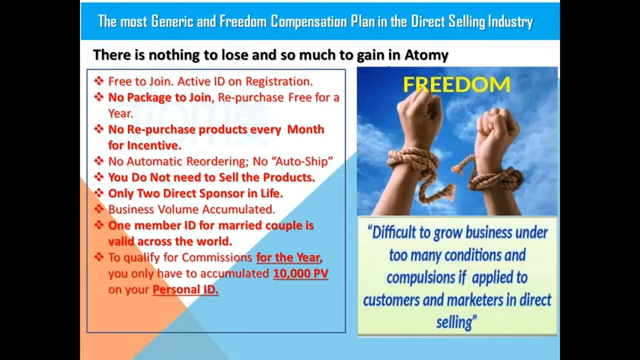 The most Generic and Freedom Compensation Plan in the Direct Selling Industry
There is nothing to lose and so much to gain in Atomy
Free to Join. Active ID on Registration.
No Package to Join, Re-purchase Free for a
Year.
No Re-purchase products every Month
for Incentive.
No Automatic Reordering; No “Auto-Ship”
You Do Not need to Sell the Products.
Only Two Direct Sponsor in Life.
Business Volume Accumulated.
One member ID for married couple is
valid across the world.
To qualify for Commissions for the Year,
you only have to accumulated 10,000 PV
on your Personal ID.
FREEDOM
“Difficult to grow business under
too many conditions and
compulsions if applied to
customers and marketers in direct
selling”